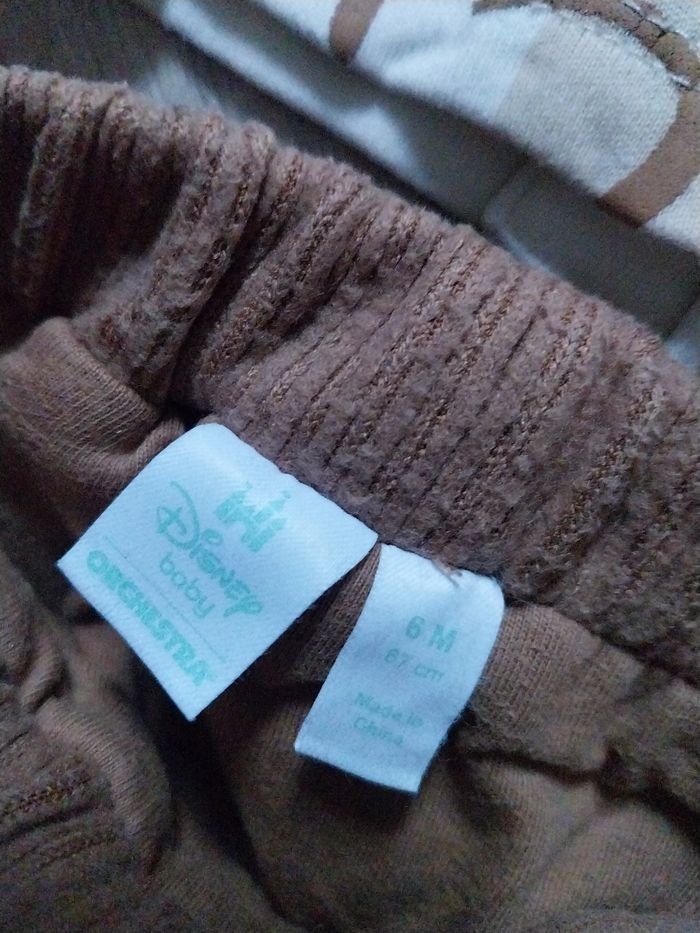 Disney
baby
ORCHESTRA
6 M
67 cm
Made in
China